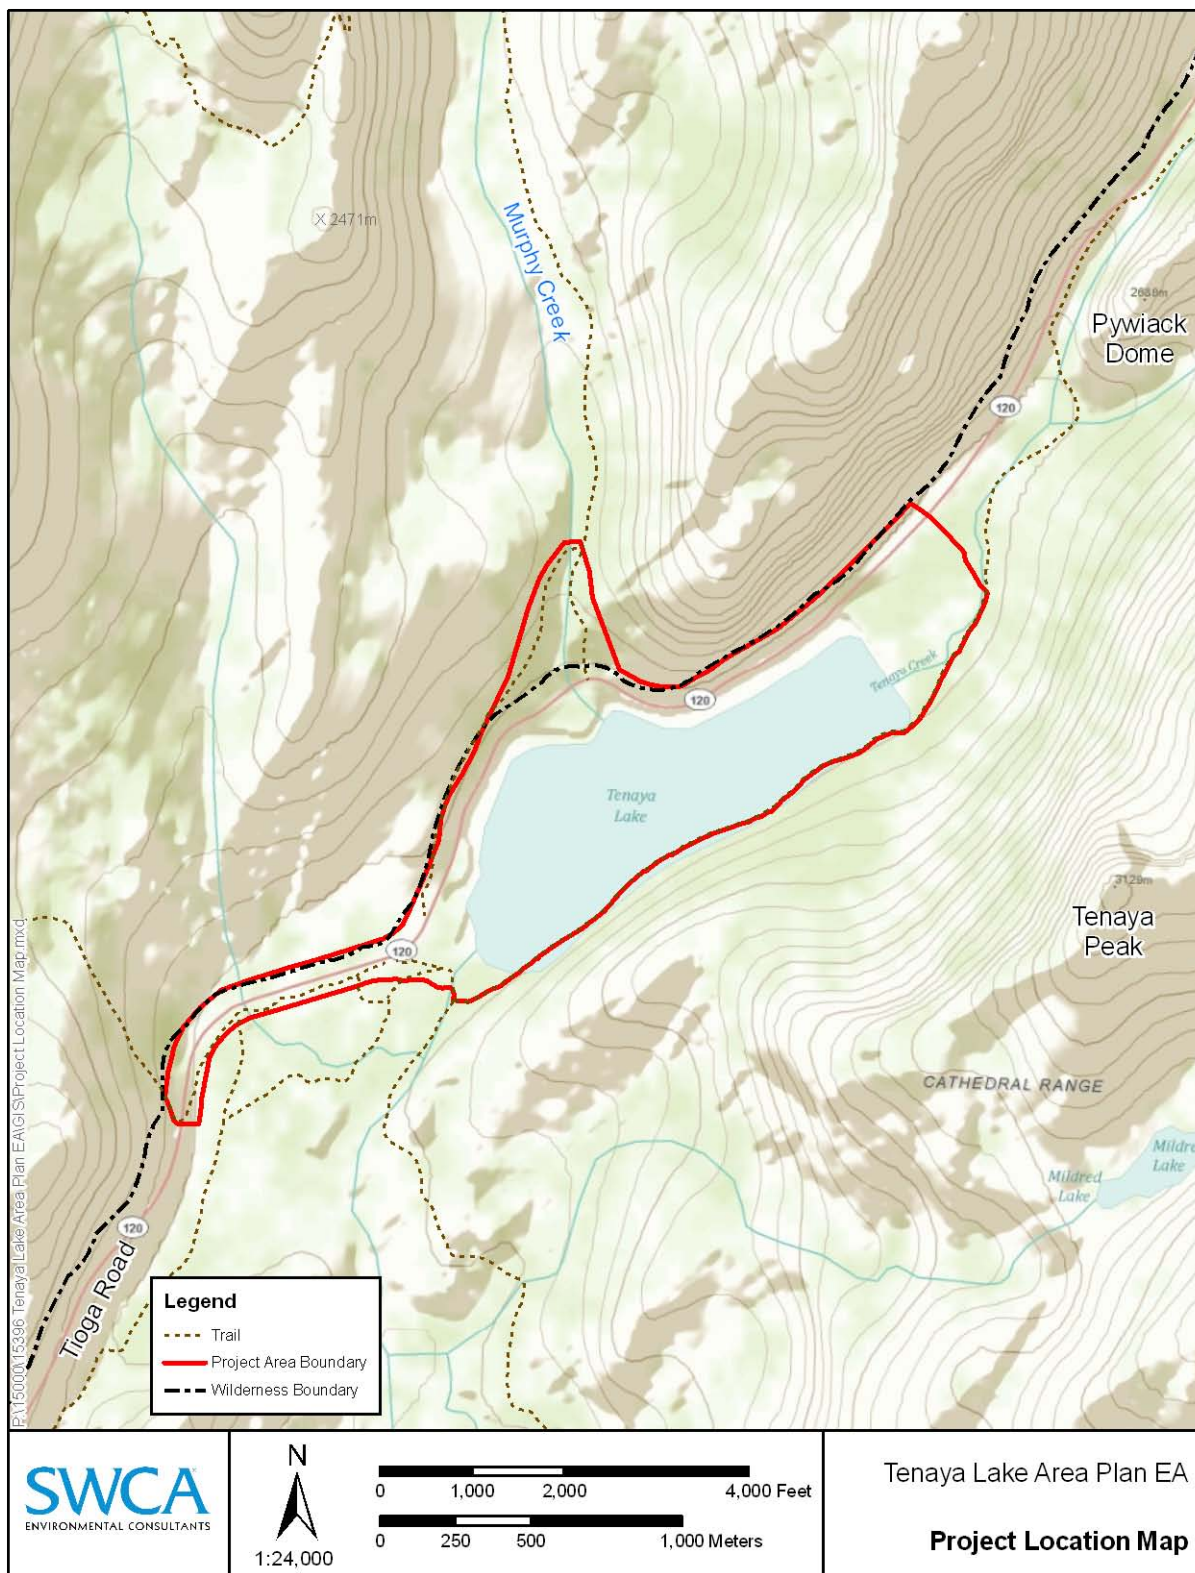 X 2471m
Murphy Creek
2688m
Pywiack
Dome
120
120
Tenaya Creek
Tenaya
Lake
3129m
Tenaya
Peak
120
CATHEDRAL RANGE
Mildred
Lake
Mildre
Lake
120
Tioga Road
P:\15000\15396 Tenaya Lake Area Plan EA\GIS\Project Location Map.mxd
Legend
Trail
Project Area Boundary
Wilderness Boundary
SWCA
ENVIRONMENTAL CONSULTANTS
N
1:24,000
0 1,000 2,000 4,000 Feet
0 250 500 1,000 Meters
Tenaya Lake Area Plan EA
Project Location Map